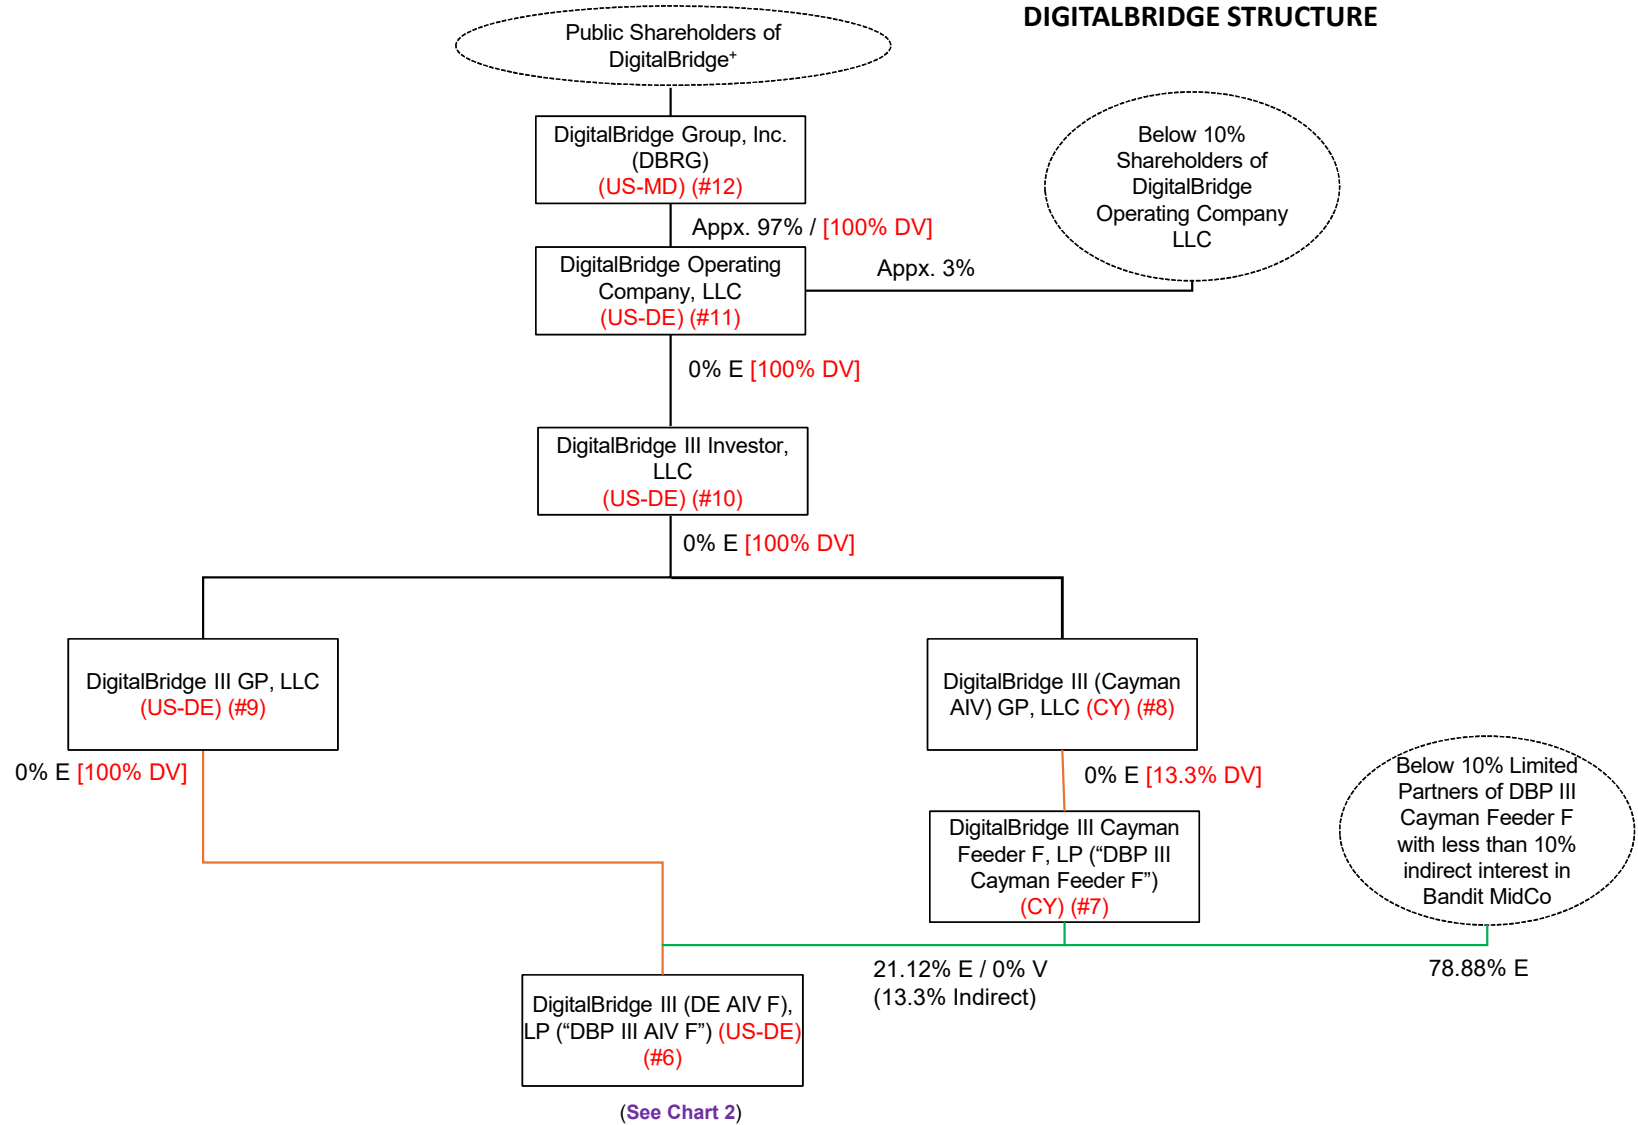 DIGITALBRIDGE STRUCTURE
Public Shareholders of
DigitalBridge+
DigitalBridge Group, Inc.
(DBRG)
(US-MD) (#12)
Below 10%
Shareholders of
DigitalBridge
Operating Company
LLC
Appx. 97% / [100% DV]
DigitalBridge Operating
Company, LLC
(US-DE) (#11)
Appx. 3%
0% E [100% DV]
DigitalBridge III Investor,
LLC
(US-DE) (#10)
0% E [100% DV]
DigitalBridge III GP, LLC
(US-DE) (#9)
DigitalBridge III (Cayman
AIV) GP, LLC (CY) (#8)
0% E [100% DV]
0% E [13.3% DV]
Below 10% Limited
Partners of DBP III
Cayman Feeder F
with less than 10%
indirect interest in
Bandit MidCo
DigitalBridge III Cayman
Feeder F, LP (“DBP III
Cayman Feeder F”)
(CY) (#7)
21.12% E / 0% V
(13.3% Indirect)
78.88% E
DigitalBridge III (DE AIV F),
LP (“DBP III AIV F”) (US-DE)
(#6)
(See Chart 2)